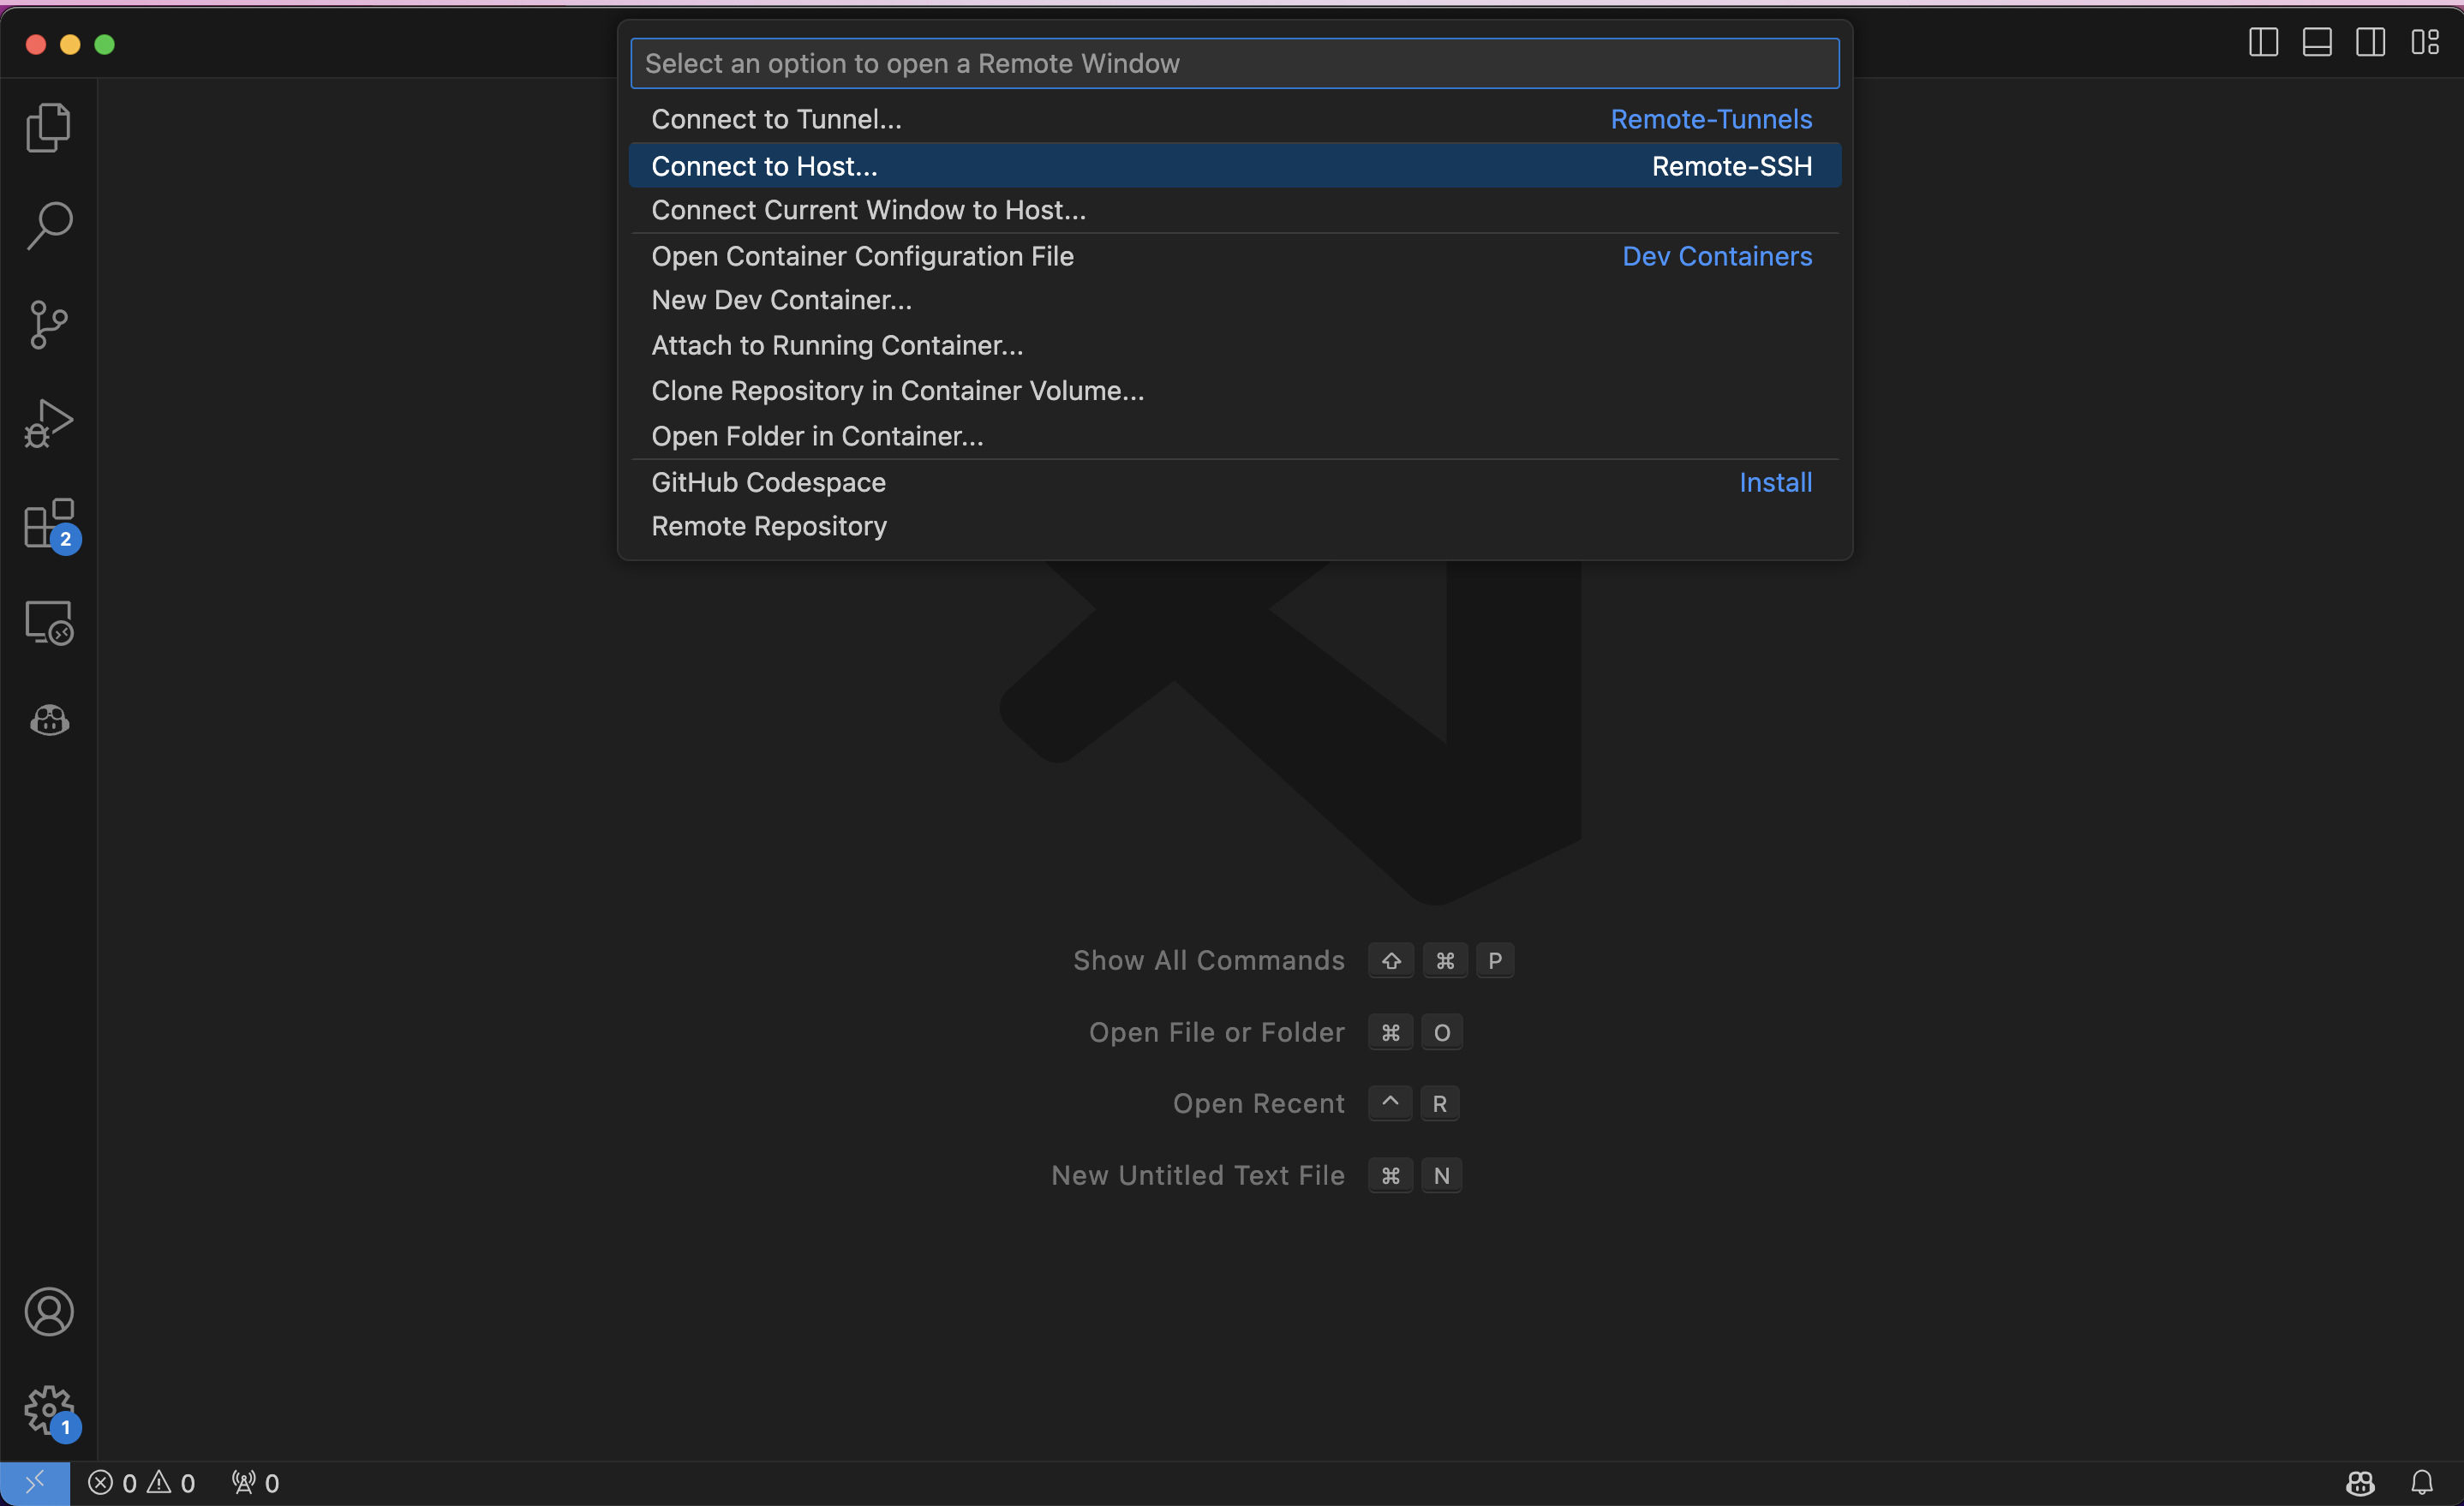 Select an option to open a Remote Window
Connect to Tunnel... Remote-Tunnels
Connect to Host... Remote-SSH
Connect Current Window to Host...
Open Container Configuration File Dev Containers
New Dev Container...
Attach to Running Container...
Clone Repository in Container Volume...
Open Folder in Container...
GitHub Codespace Install
Remote Repository
2
Show All Commands ⇧ ⌘ P
Open File or Folder ⌘ O
Open Recent ^ R
New Untitled Text File ⌘ N
1
0 0 0